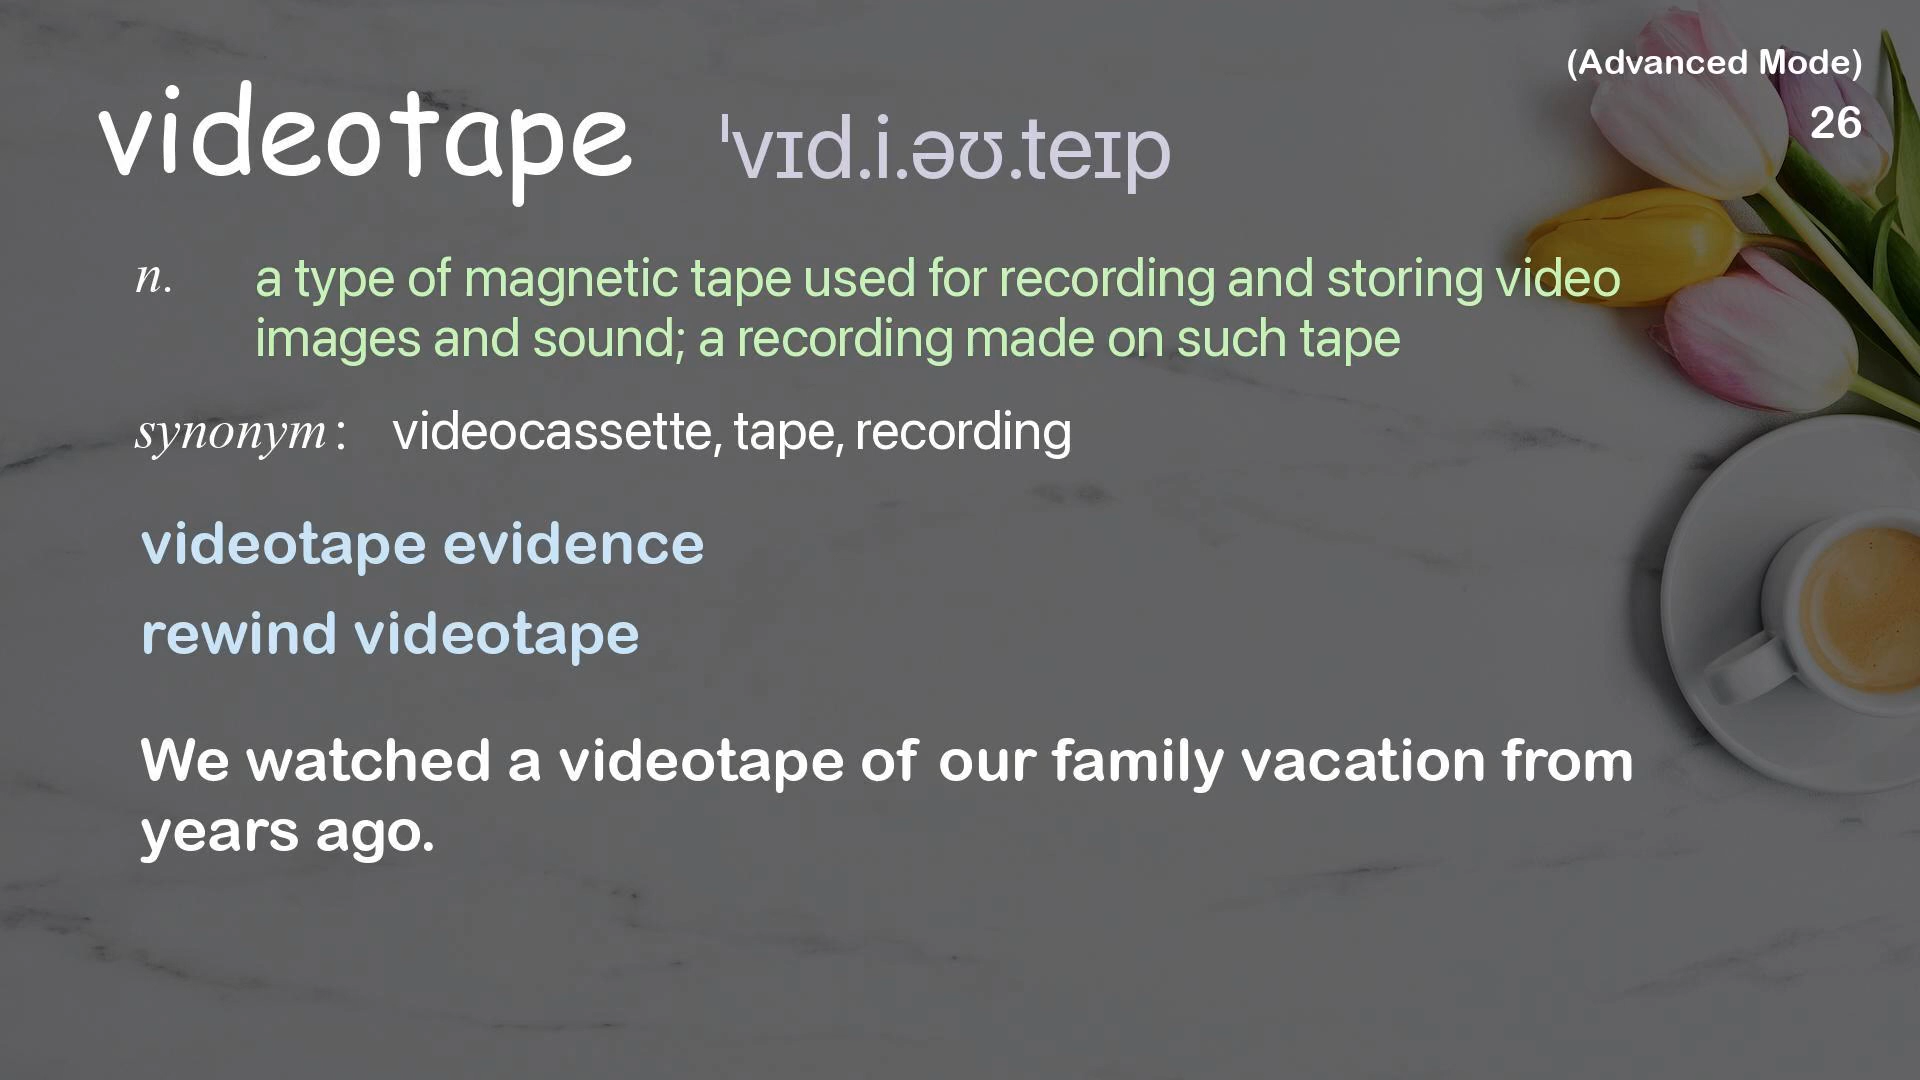 (Advanced Mode)
26
videotape ˈvɪd.i.əʊ.teɪp
n. a type of magnetic tape used for recording and storing video
images and sound; a recording made on such tape
synonym: videocassette, tape, recording
videotape evidence
rewind videotape
We watched a videotape of our family vacation from
years ago.